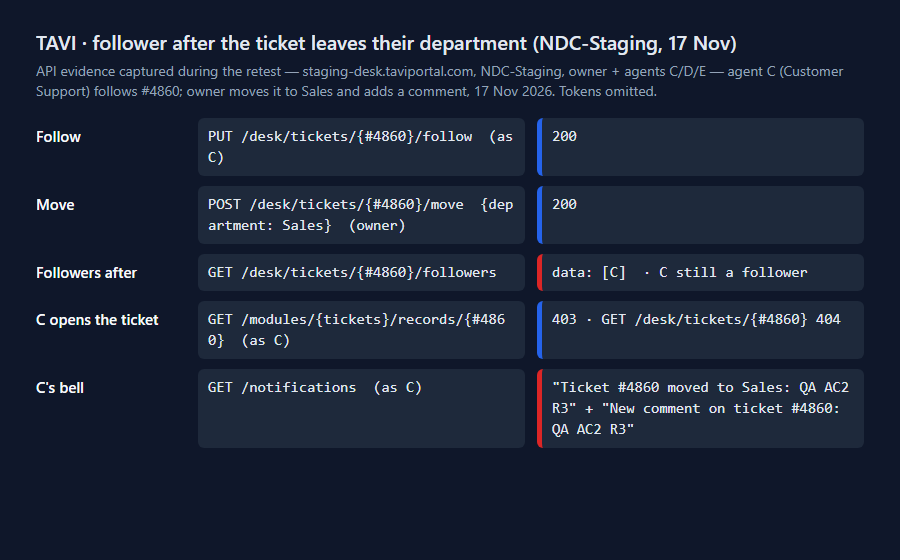 TAVI · follower after the ticket leaves their department (NDC-Staging, 17 Nov)
API evidence captured during the retest — staging-desk.taviportal.com, NDC-Staging, owner + agents C/D/E — agent C (Customer
Support) follows #4860; owner moves it to Sales and adds a comment, 17 Nov 2026. Tokens omitted.
Follow
PUT /desk/tickets/{#4860}/follow (as
C)
200
Move
POST /desk/tickets/{#4860}/move {dep
artment: Sales} (owner)
200
Followers after
GET /desk/tickets/{#4860}/followers
data: [C] · C still a follower
C opens the ticket
GET /modules/{tickets}/records/{#486
0} (as C)
403 · GET /desk/tickets/{#4860} 404
C's bell
GET /notifications (as C)
"Ticket #4860 moved to Sales: QA AC2
R3" + "New comment on ticket #4860:
QA AC2 R3"